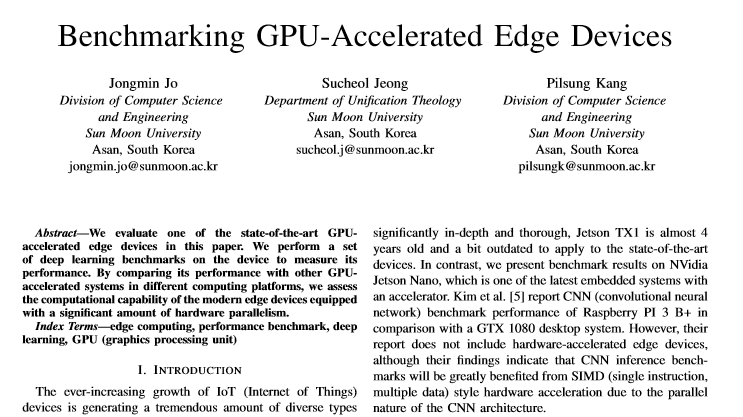 Benchmarking GPU-Accelerated Edge Devices
Jongmin Jo
Division of Computer Science
and Engineering
Sun Moon University
Asan, South Korea
jongmin.jo@sunmoon.ac.kr
Sucheol Jeong
Department of Unification Theology
Sun Moon University
Asan, South Korea
sucheol.j@sunmoon.ac.kr
Pilsung Kang
Division of Computer Science
and Engineering
Sun Moon University
Asan, South Korea
pilsungk@sunmoon.ac.kr
Abstract—We evaluate one of the state-of-the-art GPU-
accelerated edge devices in this paper. We perform a set
of deep learning benchmarks on the device to measure its
performance. By comparing its performance with other GPU-
accelerated systems in different computing platforms, we assess
the computational capability of the modern edge devices equipped
with a significant amount of hardware parallelism.
Index Terms—edge computing, performance benchmark, deep
learning, GPU (graphics processing unit)
I. Introduction
The ever-increasing growth of IoT (Internet of Things)
devices is generating a tremendous amount of diverse types
significantly in-depth and thorough, Jetson TX1 is almost 4
years old and a bit outdated to apply to the state-of-the-art
devices. In contrast, we present benchmark results on NVidia
Jetson Nano, which is one of the latest embedded systems with
an accelerator. Kim et al. [5] report CNN (convolutional neural
network) benchmark performance of Raspberry PI 3 B+ in
comparison with a GTX 1080 desktop system. However, their
report does not include hardware-accelerated edge devices,
although their findings indicate that CNN inference bench-
marks will be greatly benefited from SIMD (single instruction,
multiple data) style hardware acceleration due to the parallel
nature of the CNN architecture.